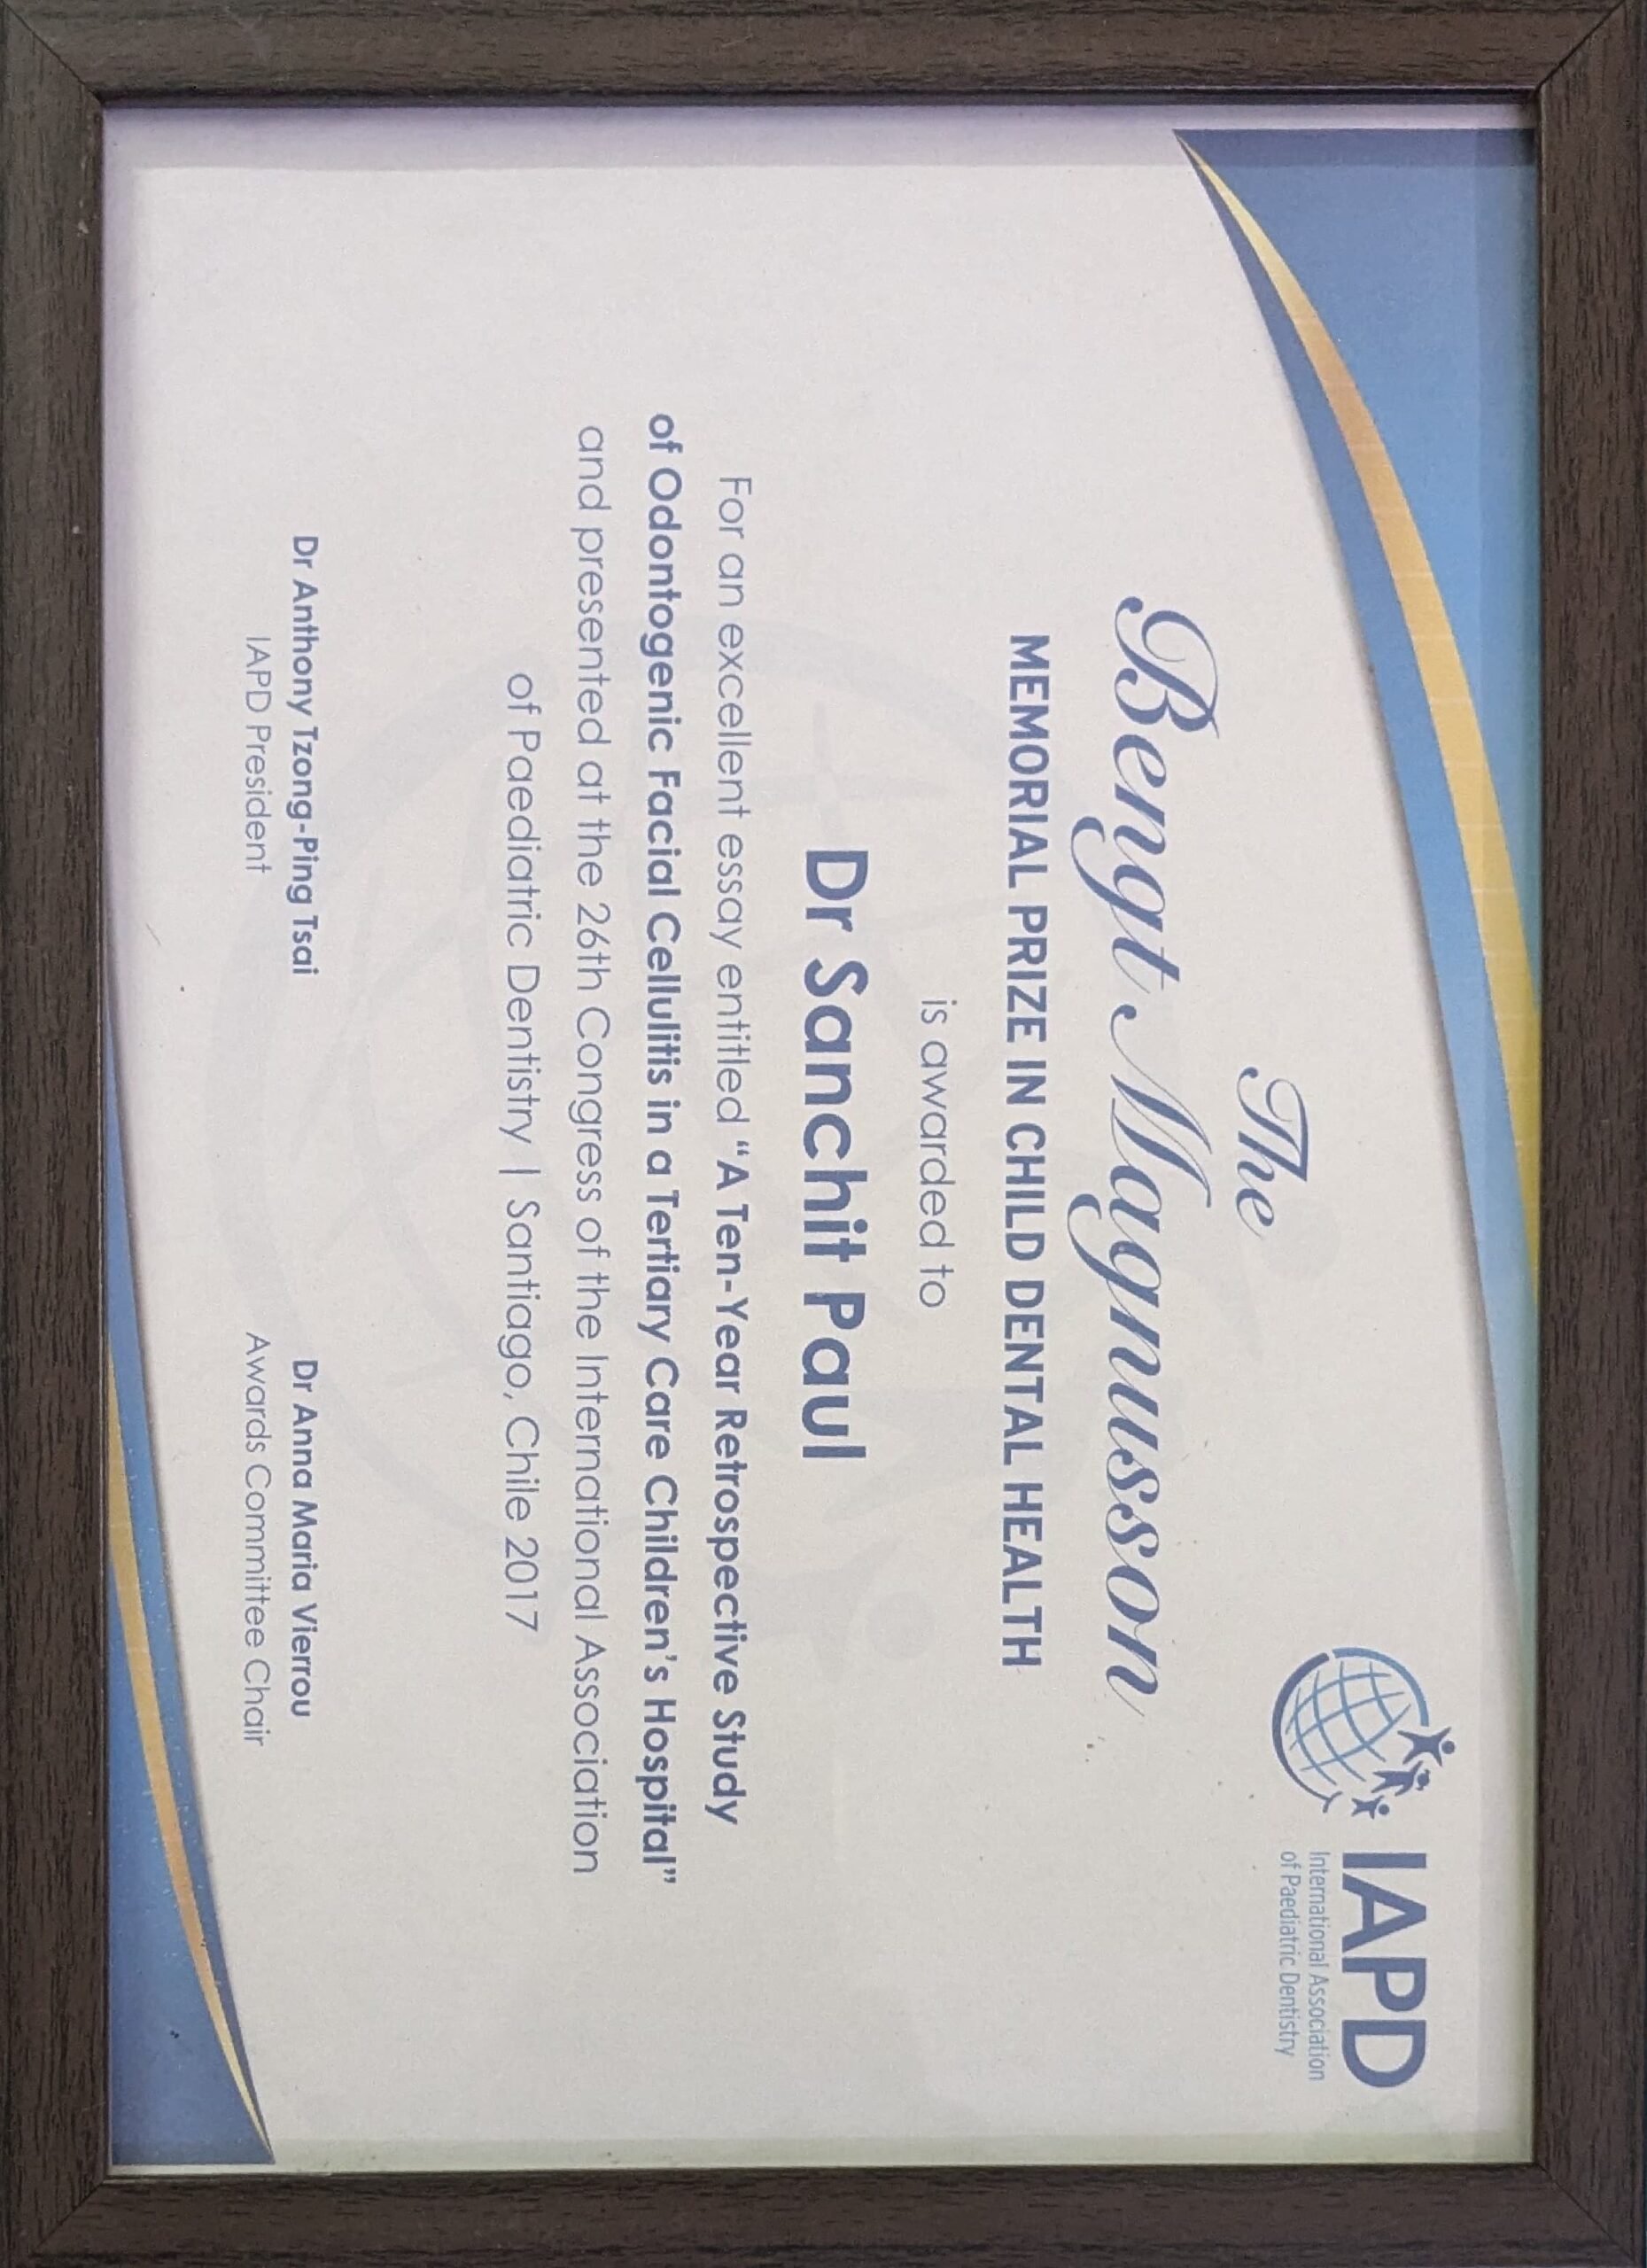 IAPD
International Association
of Paediatric Dentistry
The
Bengt Magnusson
MEMORIAL PRIZE IN CHILD DENTAL HEALTH
is awarded to
Dr Sanchit Paul
For an excellent essay entitled “A Ten-Year Retrospective Study
of Odontogenic Facial Cellulitis in a Tertiary Care Children’s Hospital”
and presented at the 26th Congress of the International Association
of Paediatric Dentistry | Santiago, Chile 2017
Dr Anthony Tzong-Ping Tsai
IAPD President
Dr Anna Maria Vierrou
Awards Committee Chair